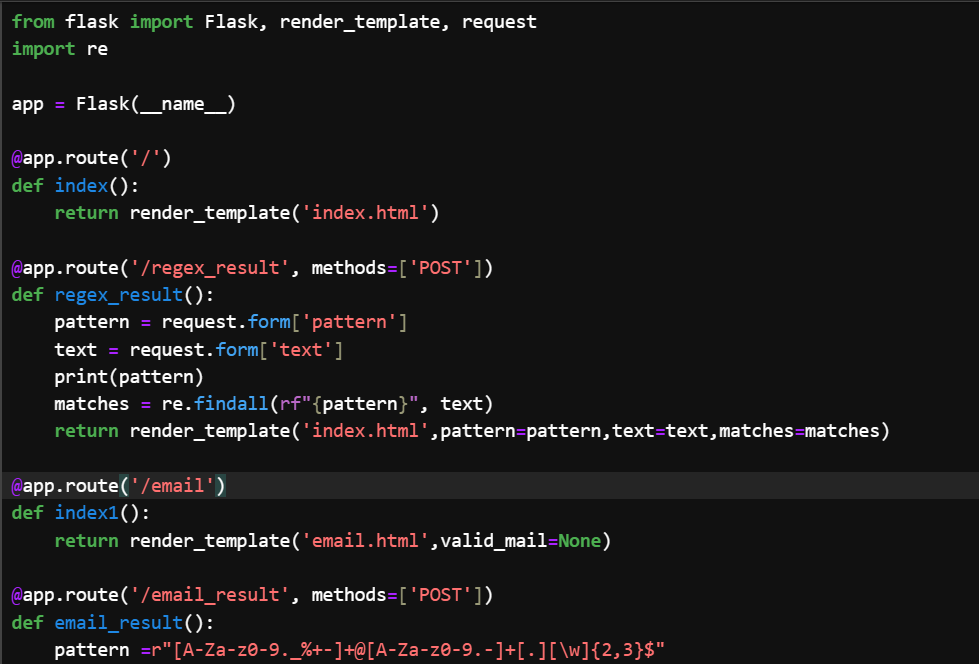 from flask import Flask, render_template, request
import re

app = Flask(__name__)

@app.route('/')
def index():
    return render_template('index.html')

@app.route('/regex_result', methods=['POST'])
def regex_result():
    pattern = request.form['pattern']
    text = request.form['text']
    print(pattern)
    matches = re.findall(rf"{pattern}", text)
    return render_template('index.html',pattern=pattern,text=text,matches=matches)

@app.route('/email')
def index1():
    return render_template('email.html',valid_mail=None)

@app.route('/email_result', methods=['POST'])
def email_result():
    pattern =r"[A-Za-z0-9._%+-]+@[A-Za-z0-9.-]+[.][\w]{2,3}$"